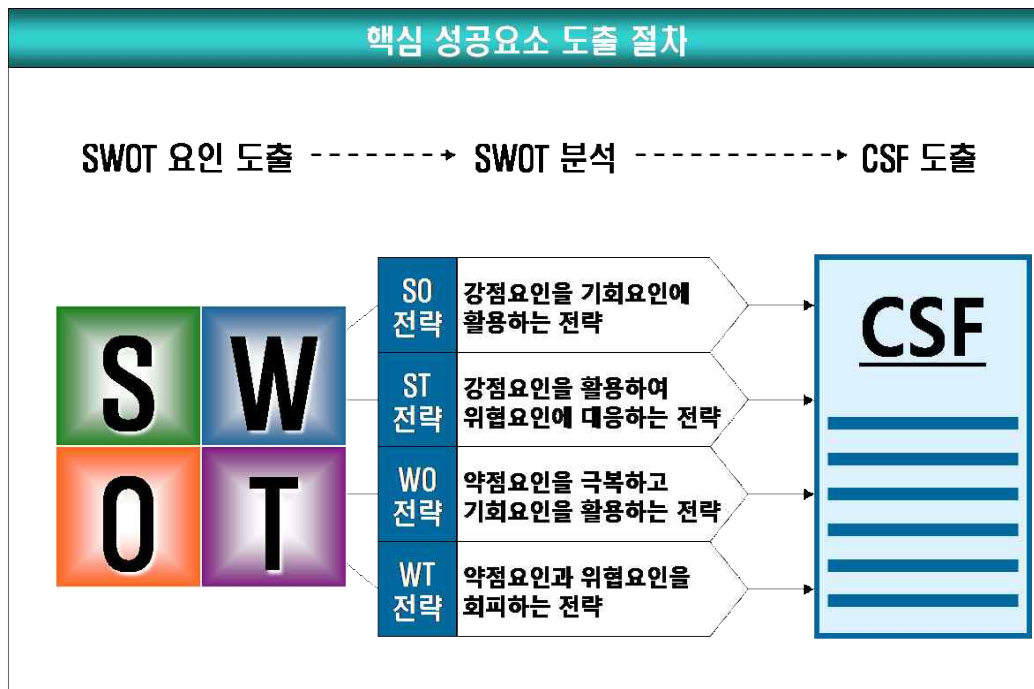 핵심 성공요소 도출 절차
SWOT 요인 도출
SWOT 분석
CSF 도출
S
W
O
T
SO
전략
강점요인을 기회요인에
활용하는 전략
ST
전략
강점요인을 활용하여
위협요인에 대응하는 전략
WO
전략
약점요인을 극복하고
기회요인을 활용하는 전략
WT
전략
약점요인과 위협요인을
회피하는 전략
CSF